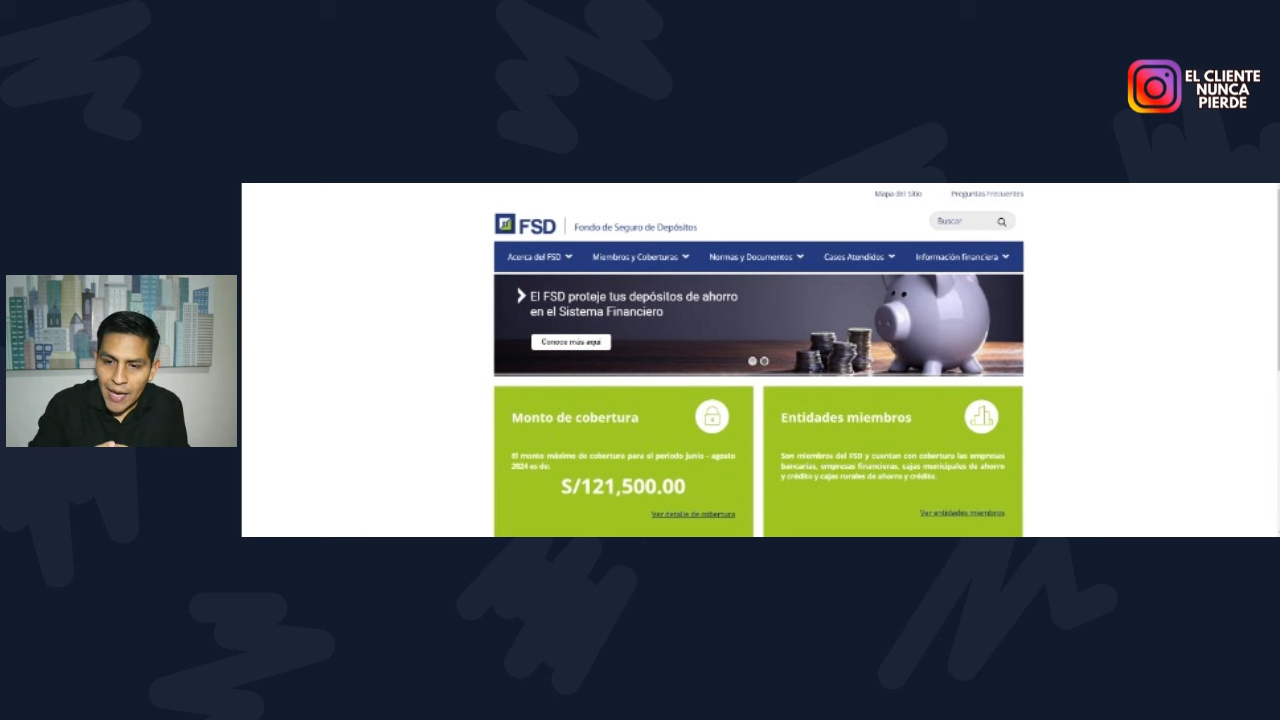 EL CLIENTE
NUNCA
PIERDE
Mapa del Sitio Preguntas Frecuentes
FSD Fondo de Seguro de Depósitos
Buscar
Acerca del FSD Miembros y Coberturas Normas y Documentos Casos Atendidos Información financiera
El FSD proteje tus depósitos de ahorro
en el Sistema Financiero
Conoce más aquí
Monto de cobertura
El monto máximo de cobertura para el periodo junio - agosto
2024 es de:
S/121,500.00
Ver detalle de cobertura
Entidades miembros
Son miembros del FSD y cuentan con cobertura las empresas
bancarias, empresas financieras, cajas municipales de ahorro
y crédito y cajas rurales de ahorro y crédito.
Ver entidades miembros